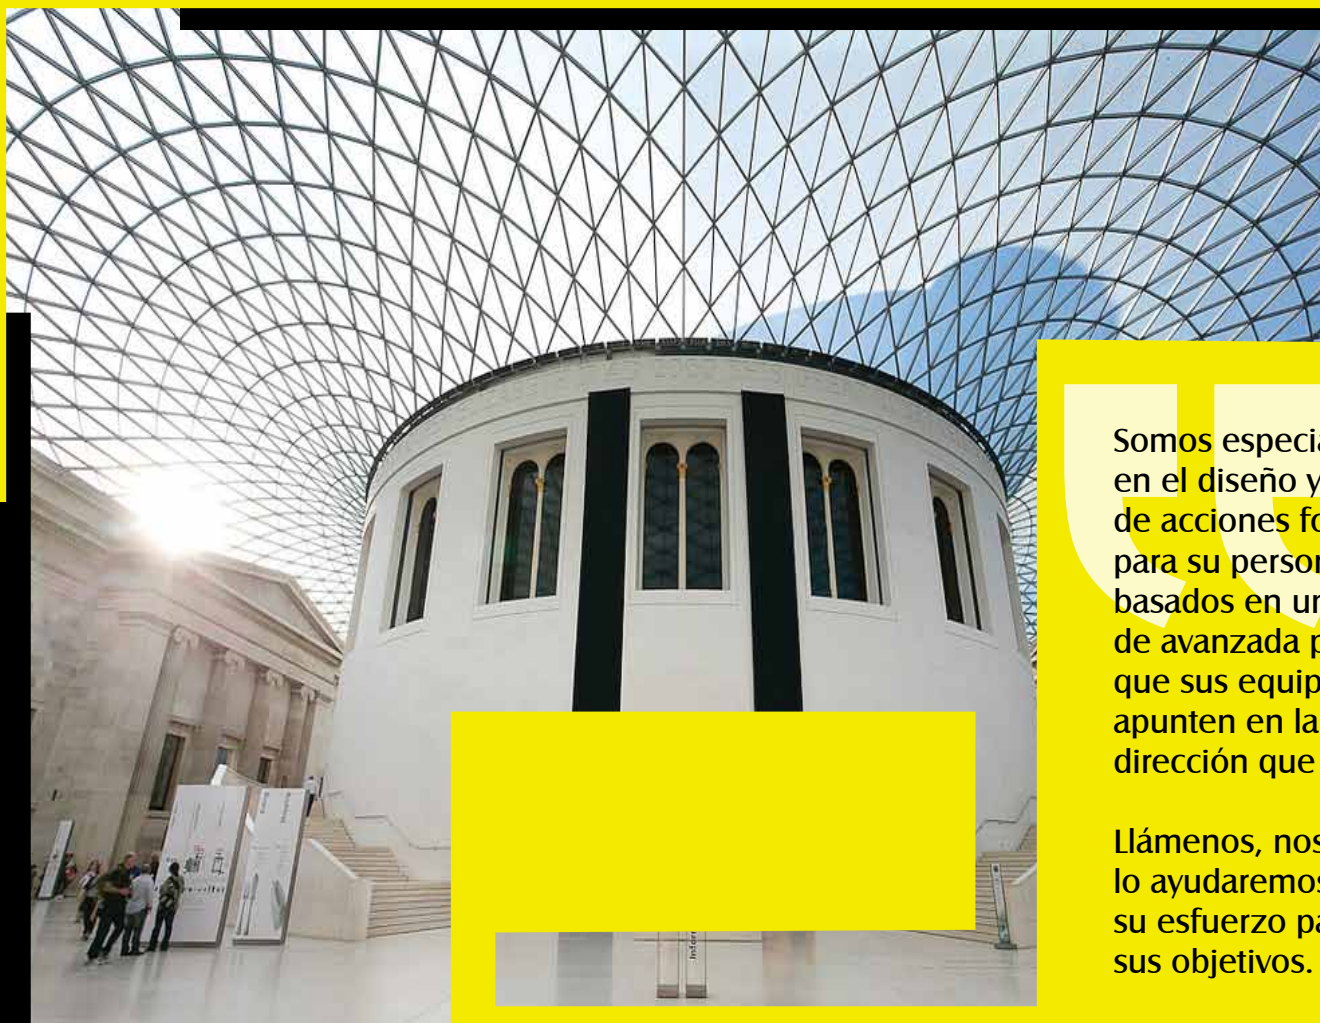 Somos especia
en el diseño y
de acciones fo
para su person
basados en un
de avanzada p
que sus equip
apunten en la
dirección que
Llámenos, nos
lo ayudaremos
su esfuerzo pa
sus objetivos.